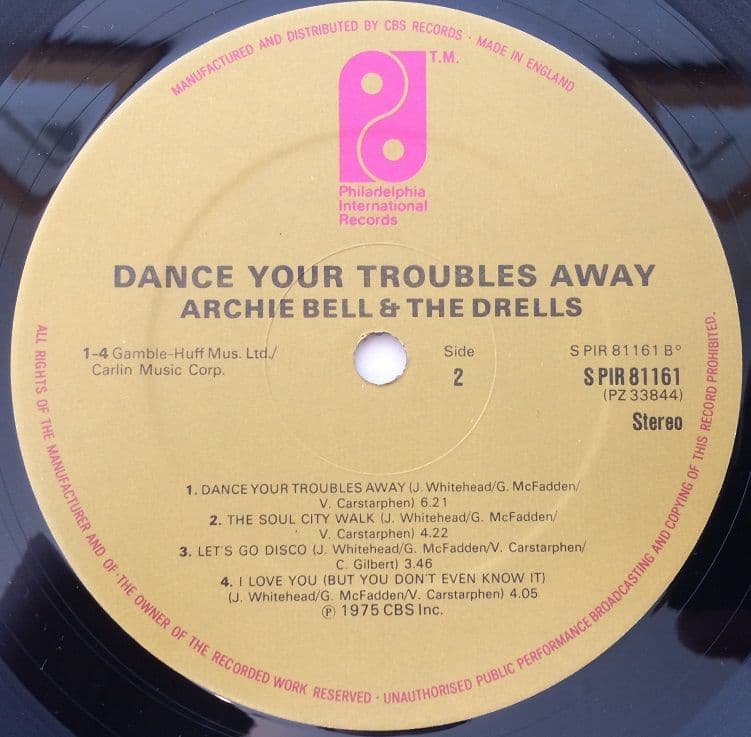 MANUFACTURED AND DISTRIBUTED BY CBS RECORDS · MADE IN ENGLAND
T.M.
Philadelphia
International
Records
DANCE YOUR TROUBLES AWAY
ARCHIE BELL & THE DRELLS
1-4 Gamble-Huff Mus. Ltd./
Carlin Music Corp.
Side
2
S PIR 81161 B°
S PIR 81161
(PZ 33844)
Stereo
1. DANCE YOUR TROUBLES AWAY (J. Whitehead/G. McFadden/
V. Carstarphen) 6.21
2. THE SOUL CITY WALK (J. Whitehead/G. McFadden/
V. Carstarphen) 4.22
3. LET'S GO DISCO (J. Whitehead/G. McFadden/V. Carstarphen/
C. Gilbert) 3.46
4. I LOVE YOU (BUT YOU DON'T EVEN KNOW IT)
(J. Whitehead/G. McFadden/V. Carstarphen) 4.05
℗ 1975 CBS Inc.
ALL RIGHTS OF THE MANUFACTURER AND OF THE OWNER OF THE RECORDED WORK RESERVED · UNAUTHORISED PUBLIC PERFORMANCE BROADCASTING AND COPYING OF THIS RECORD PROHIBITED.